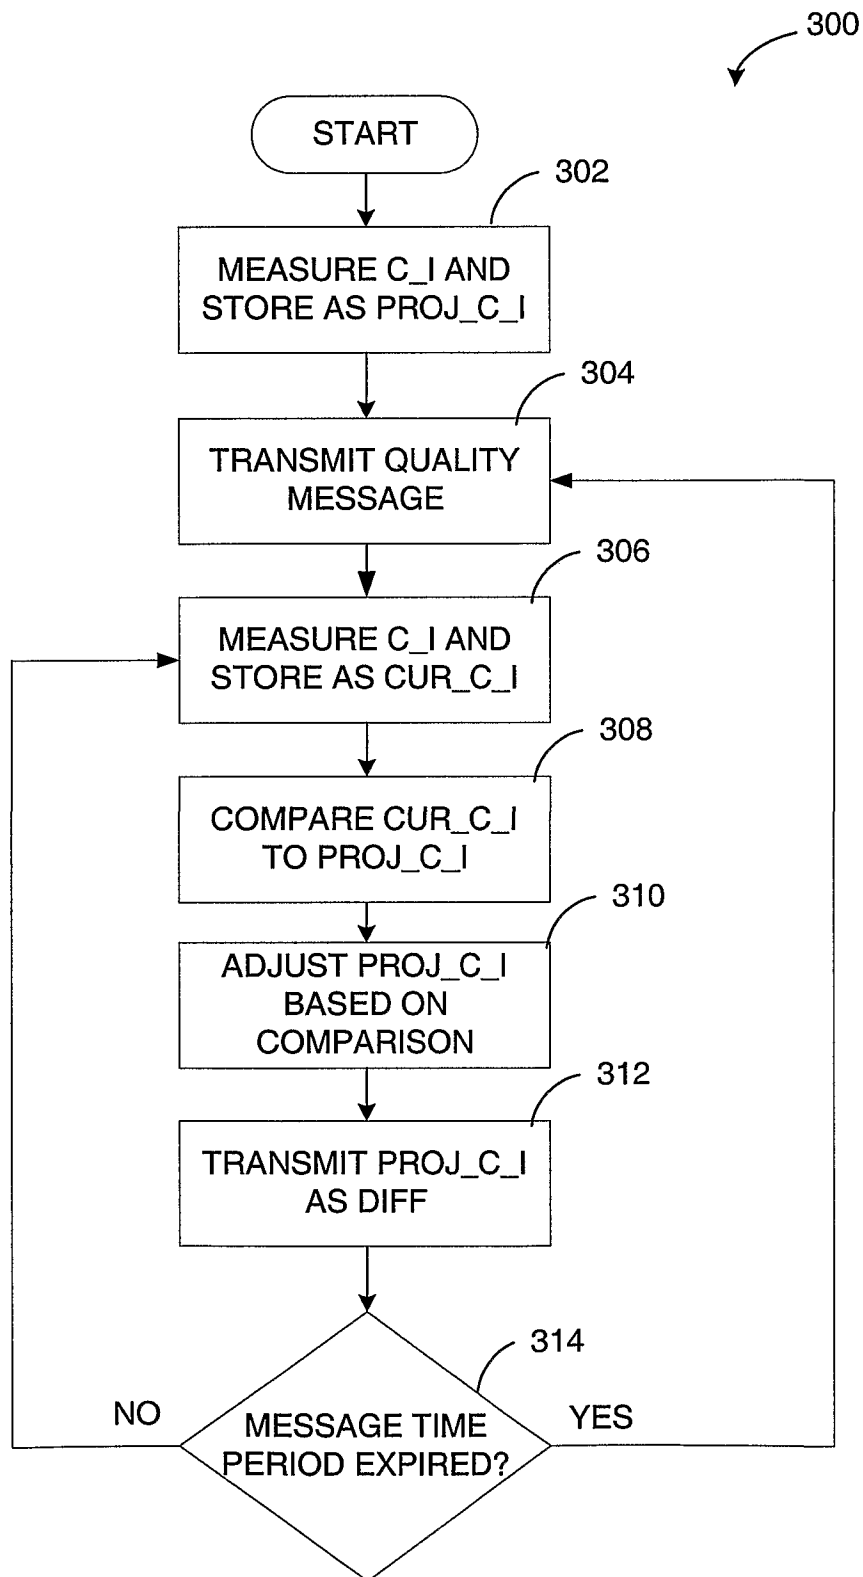 300
START
302
MEASURE C_I AND
STORE AS PROJ_C_I
304
TRANSMIT QUALITY
MESSAGE
306
MEASURE C_I AND
STORE AS CUR_C_I
308
COMPARE CUR_C_I
TO PROJ_C_I
310
ADJUST PROJ_C_I
BASED ON
COMPARISON
312
TRANSMIT PROJ_C_I
AS DIFF
314
NO
MESSAGE TIME
PERIOD EXPIRED?
YES